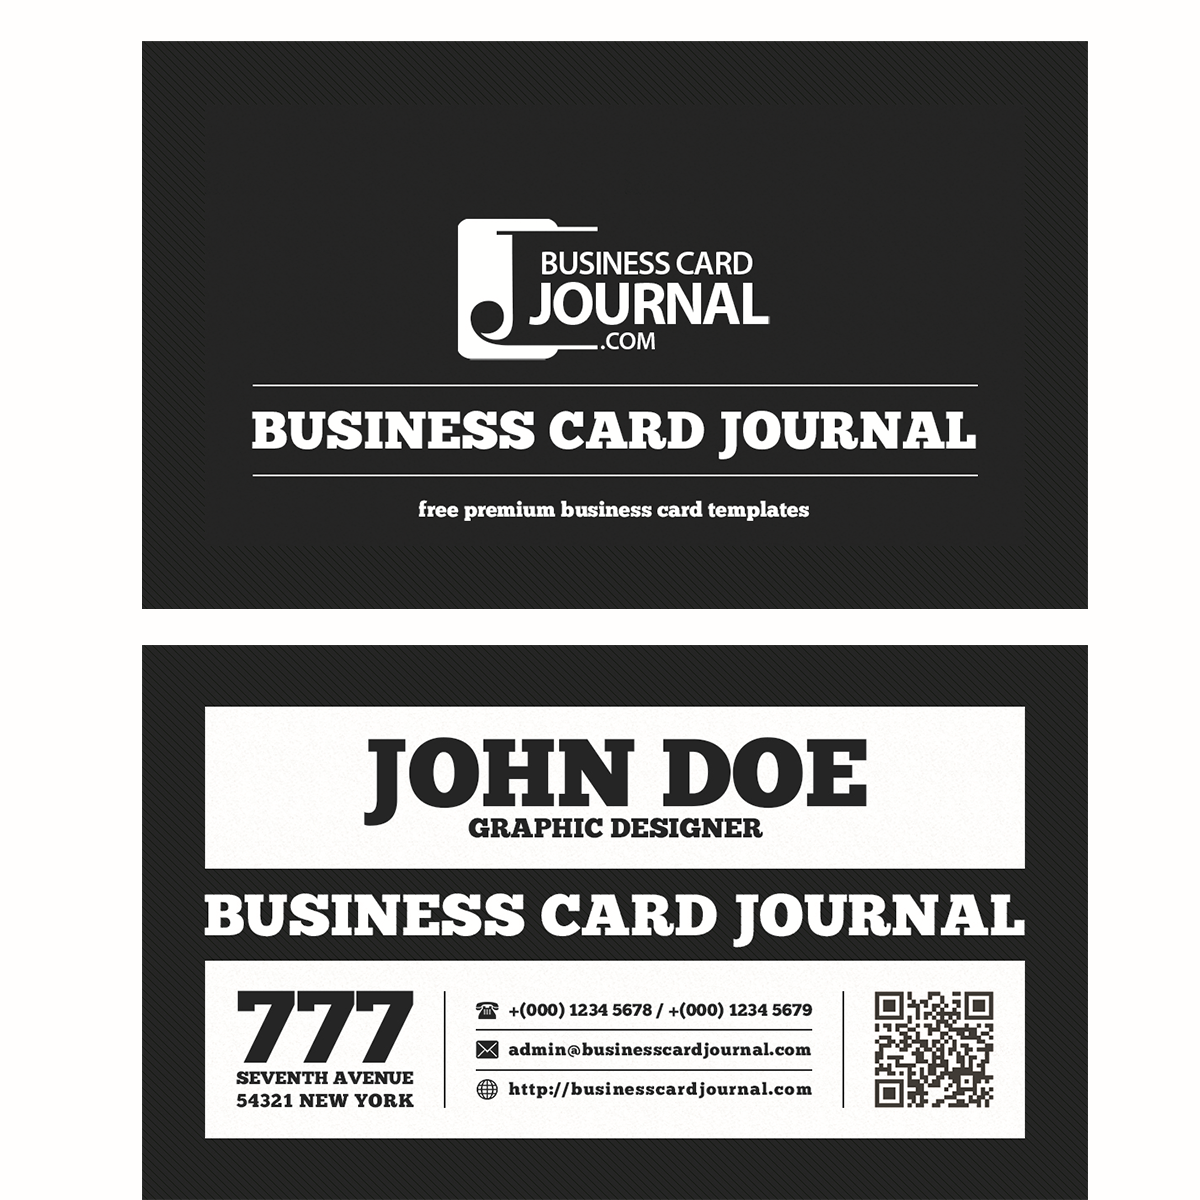 BUSINESS CARD
JOURNAL
.COM
BUSINESS CARD JOURNAL
free premium business card templates
JOHN DOE
GRAPHIC DESIGNER
BUSINESS CARD JOURNAL
777
SEVENTH AVENUE
54321 NEW YORK
+(000) 1234 5678 / +(000) 1234 5679
admin@businesscardjournal.com
http://businesscardjournal.com